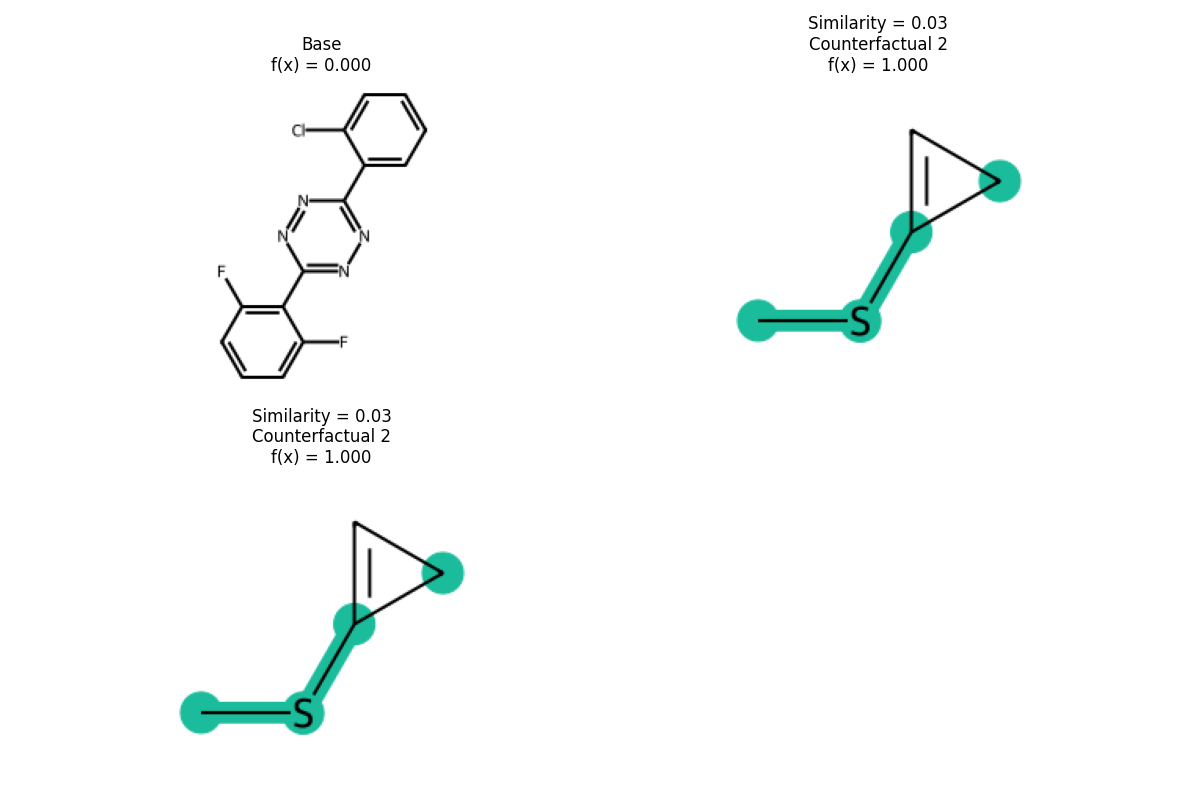 Base
f(x) = 0.000
Similarity = 0.03
Counterfactual 2
f(x) = 1.000
Cl
N
N
N
F
N
F
S
Similarity = 0.03
Counterfactual 2
f(x) = 1.000
S